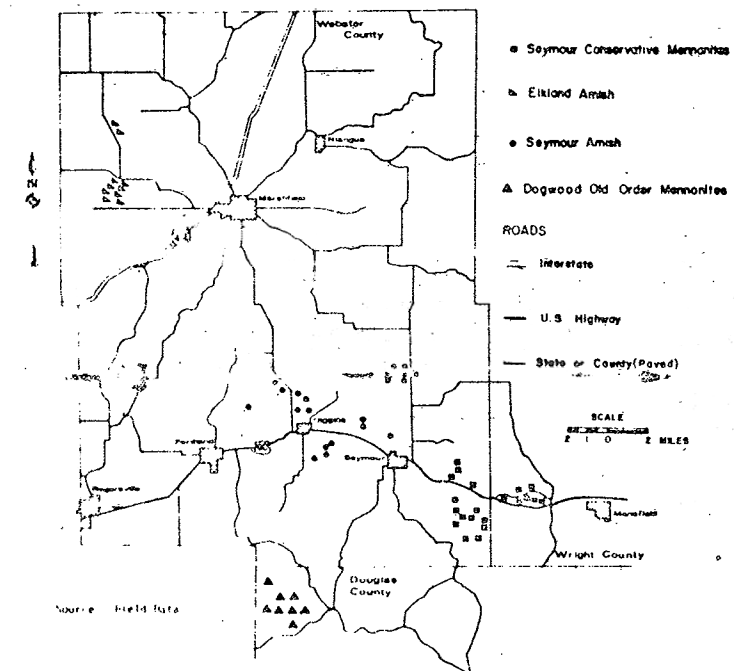 Webster
County
Seymour Conservative Mennonites
Elkland Amish
Niangua
Seymour Amish
N
Marshfield
Dogwood Old Order Mennonites
ROADS
Interstate
U.S. Highway
State or County (Paved)
SCALE
2 1 0 2 MILES
Diggins
Fordland
Seymour
Rogersville
Mansfield
Wright County
Douglas
County
Source Field Data